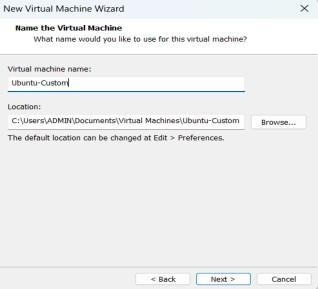 New Virtual Machine Wizard
Name the Virtual Machine
What name would you like to use for this virtual machine?
Virtual machine name:
Ubuntu-Custom
Location:
C:\Users\ADMIN\Documents\Virtual Machines\Ubuntu-Custom
Browse...
The default location can be changed at Edit > Preferences.
< Back
Next >
Cancel